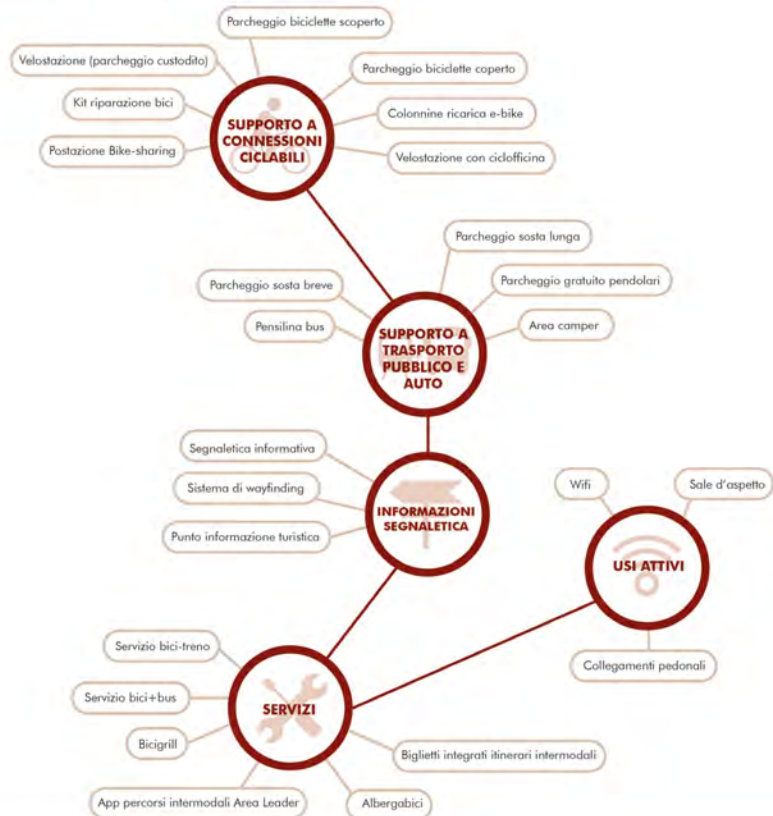 Parcheggio biciclette scoperto
Velostazione (parcheggio custodito)
Parcheggio biciclette coperto
Kit riparazione bici
Colonnine ricarica e-bike
Postazione Bike-sharing
Velostazione con ciclofficina
SUPPORTO A
CONNESSIONI
CICLABILI
Parcheggio sosta lunga
Parcheggio sosta breve
Parcheggio gratuito pendolari
Pensilina bus
Area camper
SUPPORTO A
TRASPORTO
PUBBLICO E
AUTO
Segnaletica informativa
Sistema di wayfinding
Punto informazione turistica
INFORMAZIONI
SEGNALETICA
Wifi
Sale d'aspetto
USI ATTIVI
Collegamenti pedonali
Servizio bici-treno
Servizio bici+bus
Bicigrill
SERVIZI
Biglietti integrati itinerari intermodali
App percorsi intermodali Area Leader
Albergabici